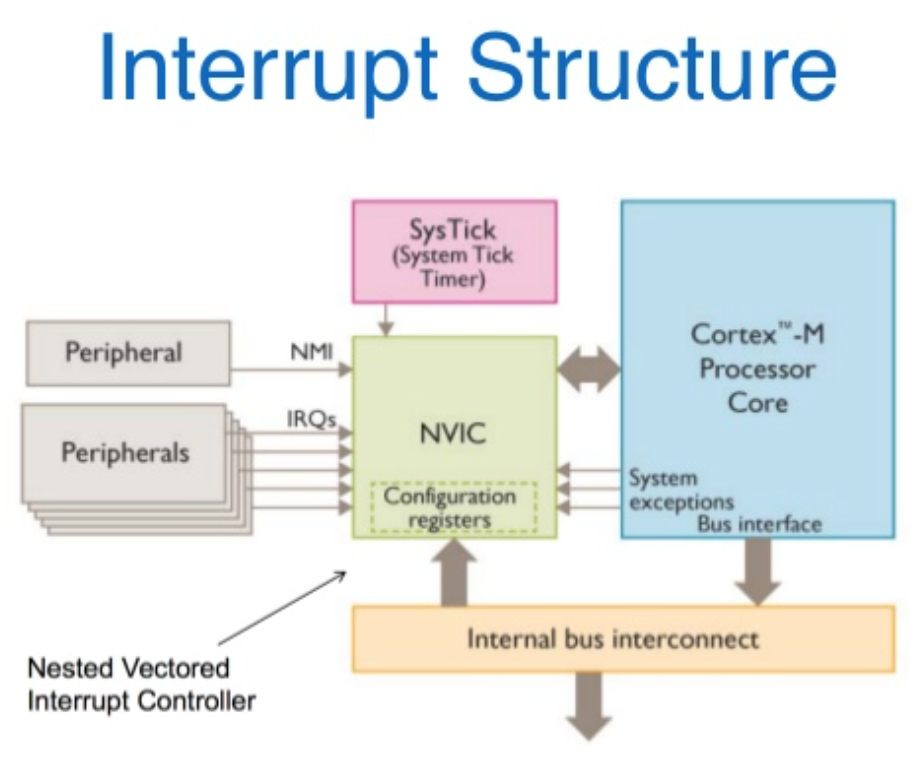 Interrupt Structure
SysTick
(System Tick
Timer)
Peripheral
NMI
Cortex™-M
Processor
Core
Peripherals
IRQs
NVIC
Configuration
registers
System
exceptions
Bus interface
Internal bus interconnect
Nested Vectored
Interrupt Controller